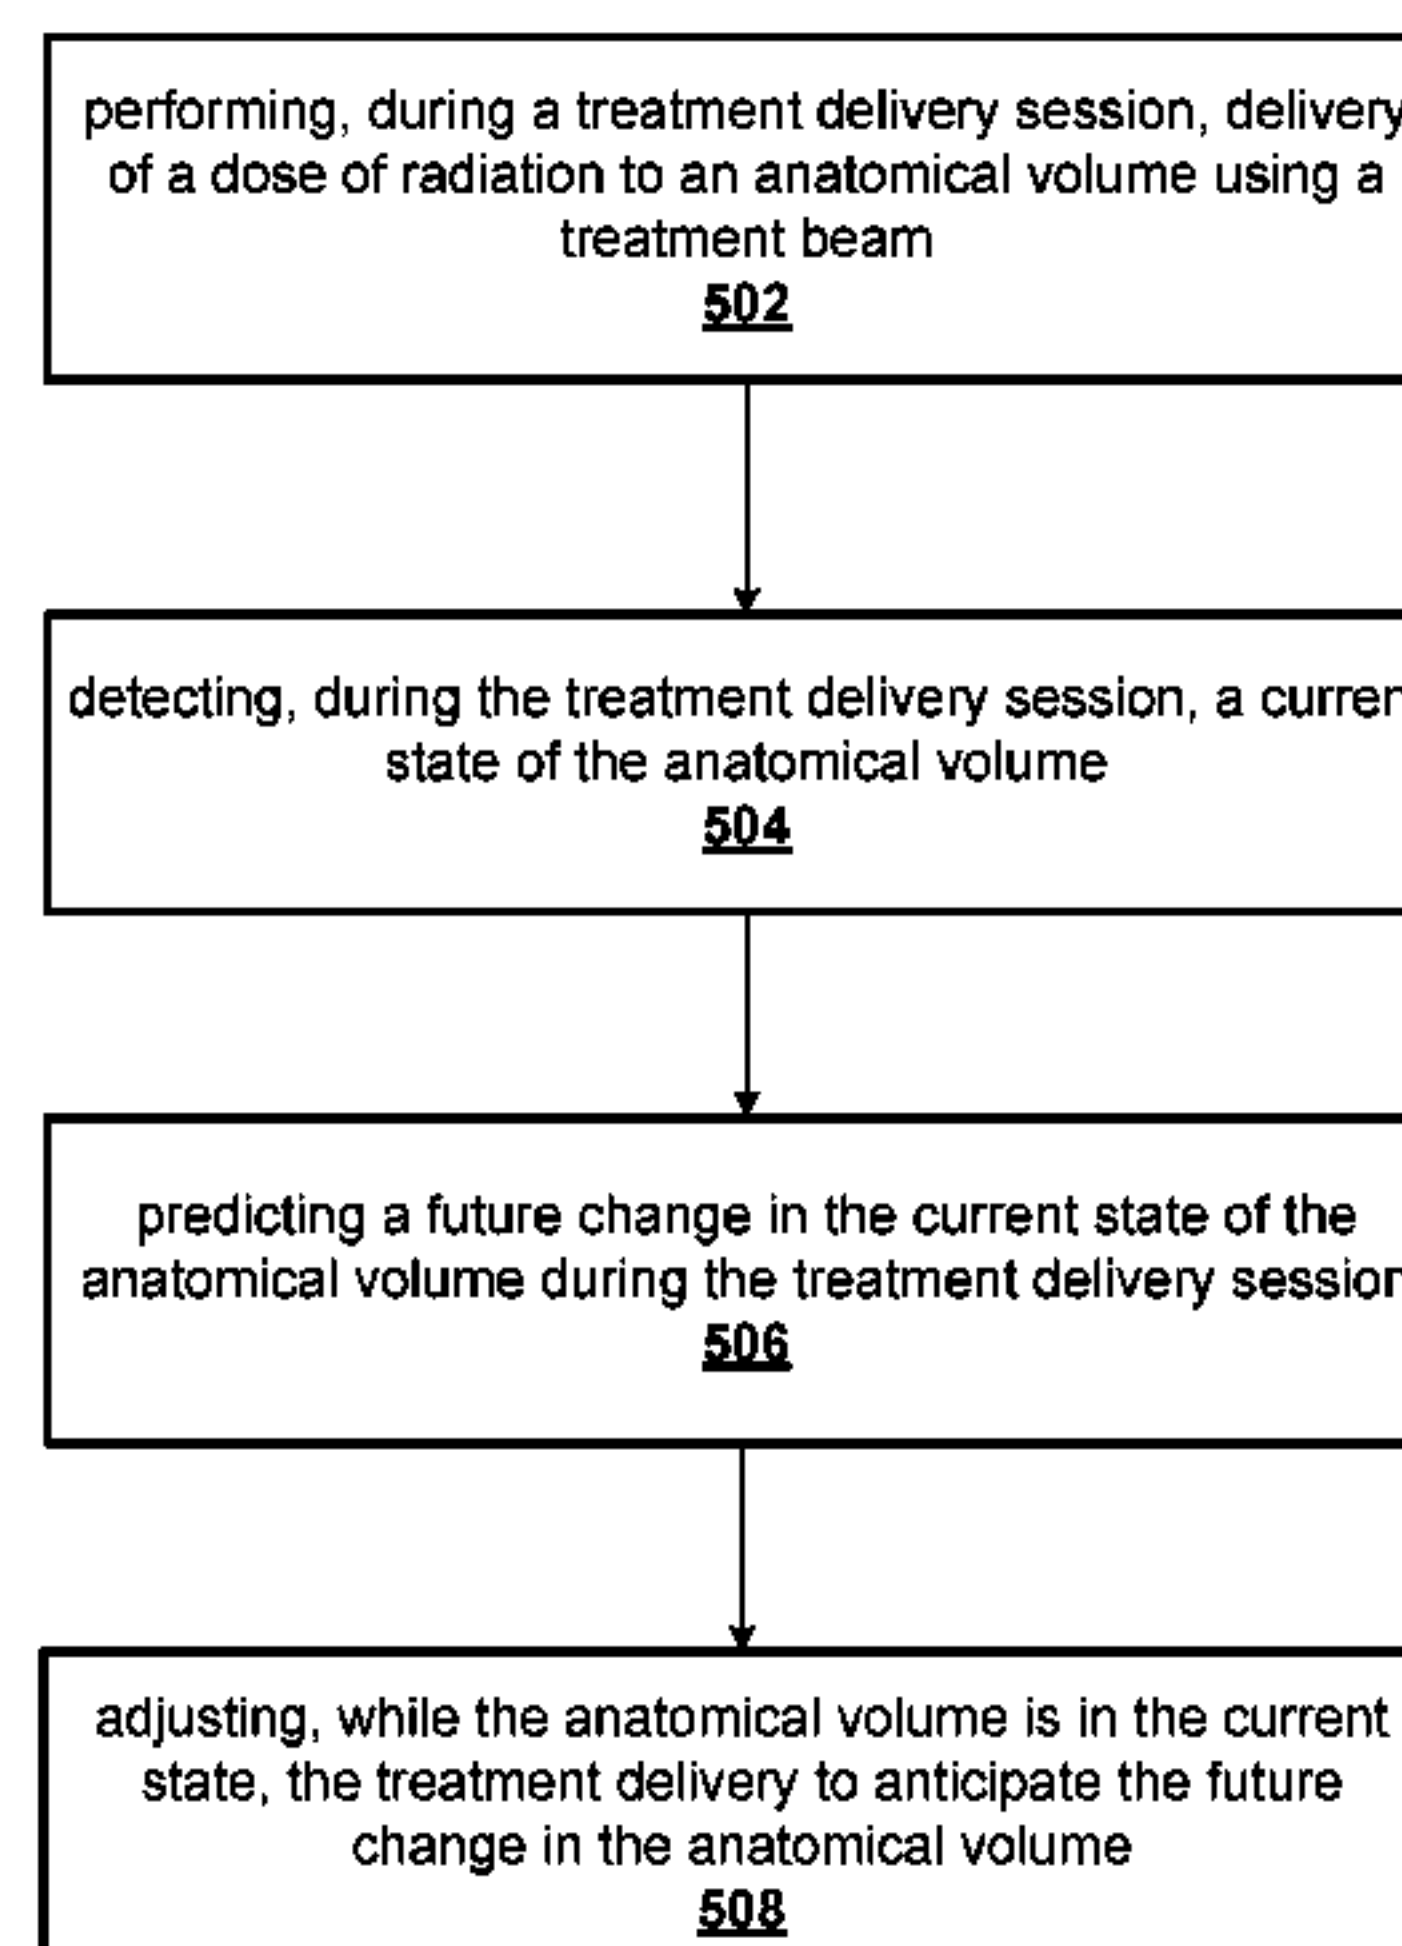 performing, during a treatment delivery session, delivery
of a dose of radiation to an anatomical volume using a
treatment beam
502
detecting, during the treatment delivery session, a curren
state of the anatomical volume
504
predicting a future change in the current state of the
anatomical volume during the treatment delivery session
506
adjusting, while the anatomical volume is in the current
state, the treatment delivery to anticipate the future
change in the anatomical volume
508